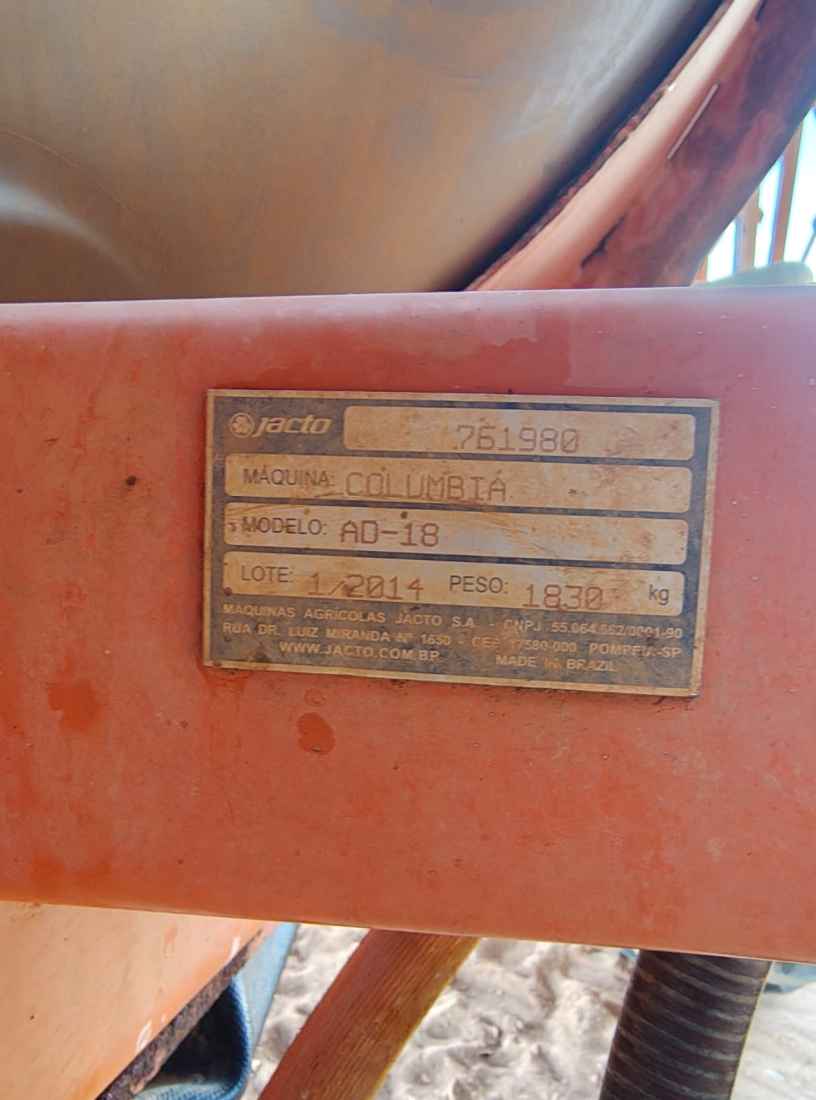 jacto 761980
MÁQUINA: COLUMBIA
MODELO: AD-18
LOTE: 1/2014 PESO: 1830 kg
MÁQUINAS AGRÍCOLAS JACTO S.A. - CNPJ 55.064.562/0001-90
RUA DR. LUIZ MIRANDA Nº 1650 - CEP 17580-000 POMPEIA-SP
WWW.JACTO.COM.BR MADE IN BRAZIL